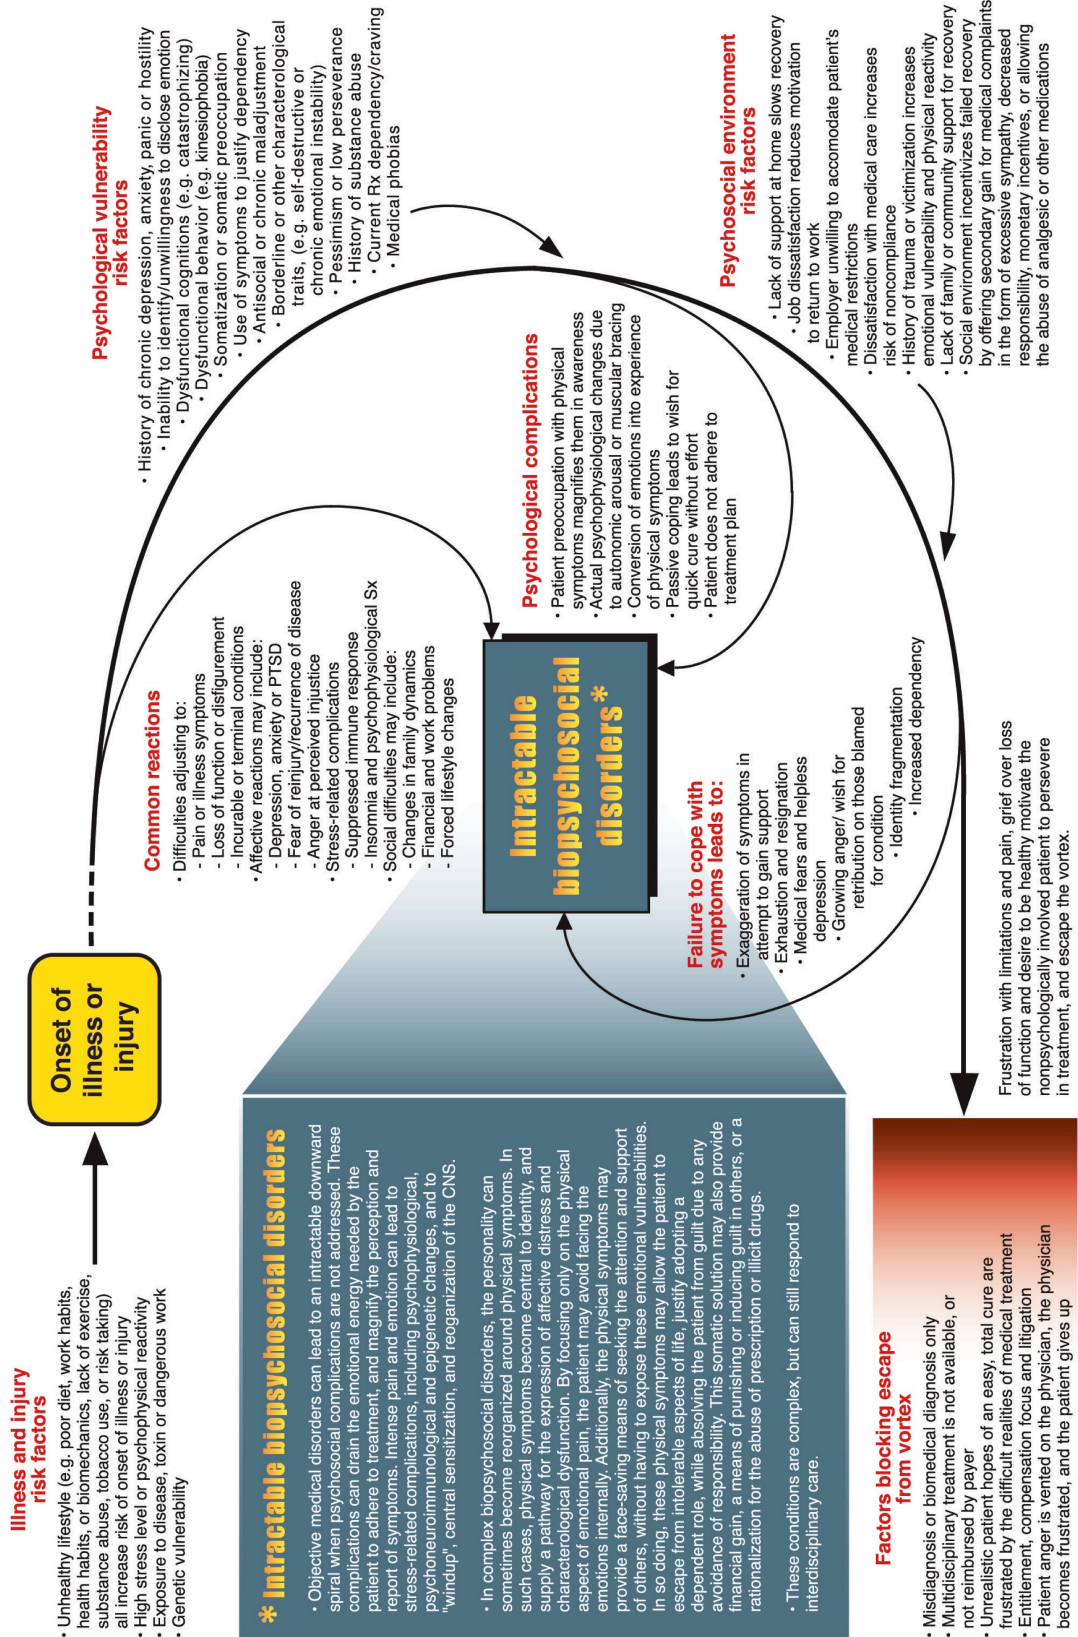 Illness and injury
risk factors
• Unhealthy lifestyle (e.g. poor diet, work habits,
health habits, or biomechanics, lack of exercise,
substance abuse, tobacco use, or risk taking)
all increase risk of onset of illness or injury
• High stress level or psychophysical reactivity
• Exposure to disease, toxin or dangerous work
• Genetic vulnerability
Onset of
illness or
injury
Common reactions
• Difficulties adjusting to:
- Pain or illness symptoms
- Loss of function or disfigurement
- Incurable or terminal conditions
• Affective reactions may include:
- Depression, anxiety or PTSD
- Fear of reinjury/recurrence of disease
- Anger at perceived injustice
• Stress-related complications
- Suppressed immune response
- Insomnia and psychophysiological Sx
• Social difficulties may include:
- Changes in family dynamics
- Financial and work problems
- Forced lifestyle changes
Psychological vulnerability
risk factors
• History of chronic depression, anxiety, panic or hostility
• Inability to identify/unwillingness to disclose emotion
• Dysfunctional cognitions (e.g. catastrophizing)
• Dysfunctional behavior (e.g. kinesiophobia)
• Somatization or somatic preoccupation
• Use of symptoms to justify dependency
• Antisocial or chronic maladjustment
• Borderline or other characterological
traits, (e.g. self-destructive or
chronic emotional instability)
• Pessimism or low perseverance
• History of substance abuse
• Current Rx dependency/craving
• Medical phobias
Psychological complications
• Patient preoccupation with physical
symptoms magnifies them in awareness
• Actual psychophysiological changes due
to autonomic arousal or muscular bracing
• Conversion of emotions into experience
of physical symptoms
• Passive coping leads to wish for
quick cure without effort
• Patient does not adhere to
treatment plan
Psychosocial environment
risk factors
• Lack of support at home slows recovery
• Job dissatisfaction reduces motivation
to return to work
• Employer unwilling to accomodate patient's
medical restrictions
• Dissatisfaction with medical care increases
risk of noncompliance
• History of trauma or victimization increases
emotional vulnerability and physical reactivity
• Lack of family or community support for recovery
• Social environment incentivizes failed recovery
by offering secondary gain for medical complaints
in the form of excessive sympathy, decreased
responsibility, monetary incentives, or allowing
the abuse of analgesic or other medications
Intractable
biopsychosocial
disorders*
Failure to cope with
symptoms leads to:
• Exaggeration of symptoms in
attempt to gain support
• Exhaustion and resignation
• Medical fears and helpless
depression
• Growing anger/ wish for
retribution on those blamed
for condition
• Identity fragmentation
• Increased dependency
* Intractable biopsychosocial disorders
• Objective medical disorders can lead to an intractable downward
spiral when psychosocial complications are not addressed. These
complications can drain the emotional energy needed by the
patient to adhere to treatment, and magnify the perception and
report of symptoms. Intense pain and emotion can lead to
stress-related complications, including psychophysiological,
psychoneuroimmunological and epigenetic changes, and to
"windup", central sensitization, and reoganization of the CNS.
• In complex biopsychosocial disorders, the personality can
sometimes become reorganized around physical symptoms. In
such cases, physical symptoms become central to identity, and
supply a pathway for the expression of affective distress and
characterological dysfunction. By focusing only on the physical
aspect of emotional pain, the patient may avoid facing the
emotions internally. Additionally, the physical symptoms may
provide a face-saving means of seeking the attention and support
of others, without having to expose these emotional vulnerabilities.
In so doing, these physical symptoms may allow the patient to
escape from intolerable aspects of life, justify adopting a
dependent role, while absolving the patient from guilt due to any
avoidance of responsibility. This somatic solution may also provide
financial gain, a means of punishing or inducing guilt in others, or a
rationalization for the abuse of prescription or illicit drugs.
• These conditions are complex, but can still respond to
interdisciplinary care.
Factors blocking escape
from vortex
• Misdiagnosis or biomedical diagnosis only
• Multidisciplinary treatment is not available, or
not reimbursed by payer
• Unrealistic patient hopes of an easy, total cure are
frustrated by the difficult realities of medical treatment
• Entitlement, compensation focus and litigation
• Patient anger is vented on the physician, the physician
becomes frustrated, and the patient gives up
Frustration with limitations and pain, grief over loss
of function and desire to be healthy motivate the
nonpsychologically involved patient to persevere
in treatment, and escape the vortex.